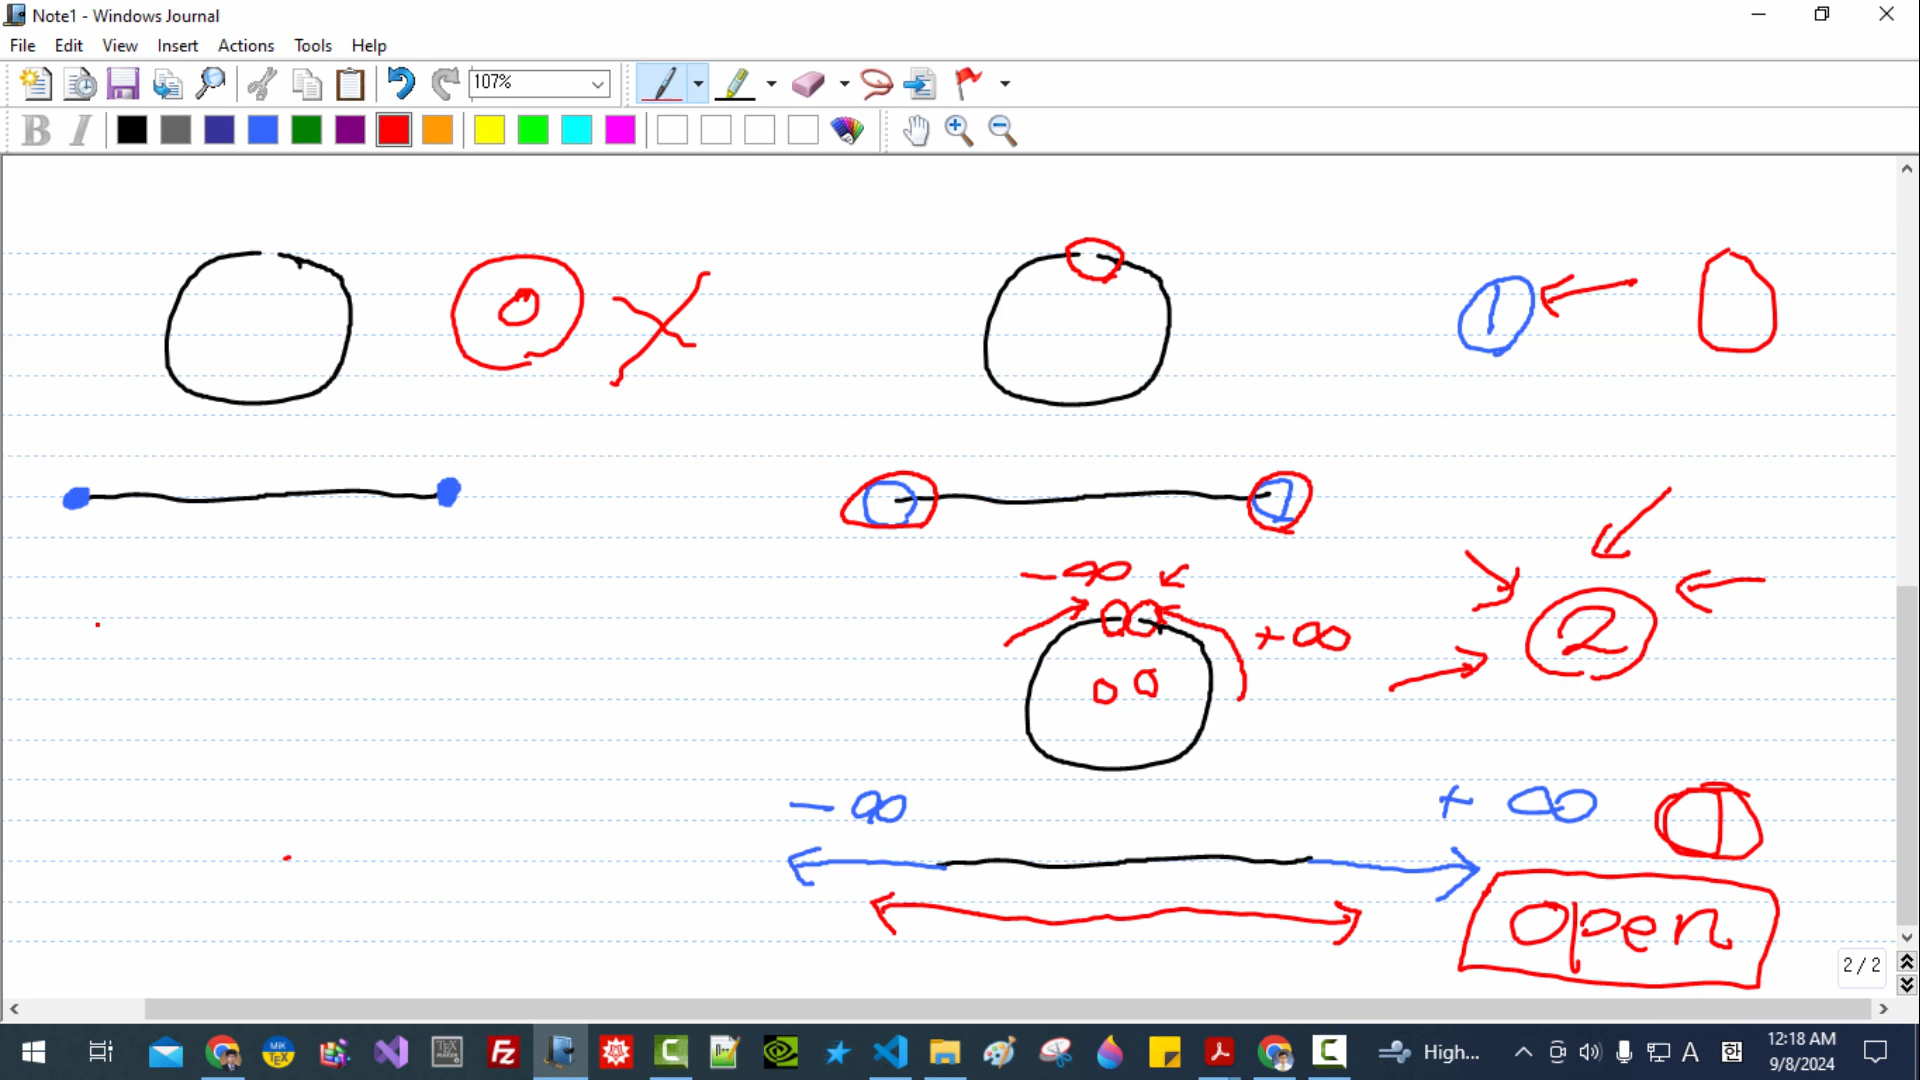 Note1 - Windows Journal
File Edit View Insert Actions Tools Help
107%
B I
1
- ∞
+ ∞
2
- ∞ + ∞
open
2 / 2
High... A 한 12:18 AM
9/8/2024